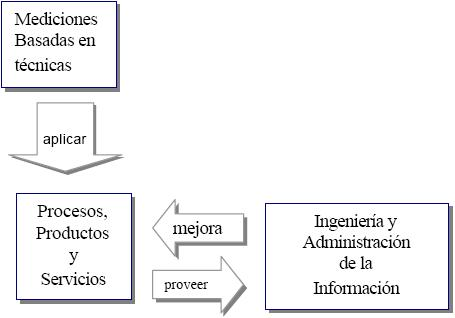 Mediciones
Basadas en
técnicas
aplicar
Procesos,
Productos
y
Servicios
mejora
proveer
Ingeniería y
Administración
de la
Información